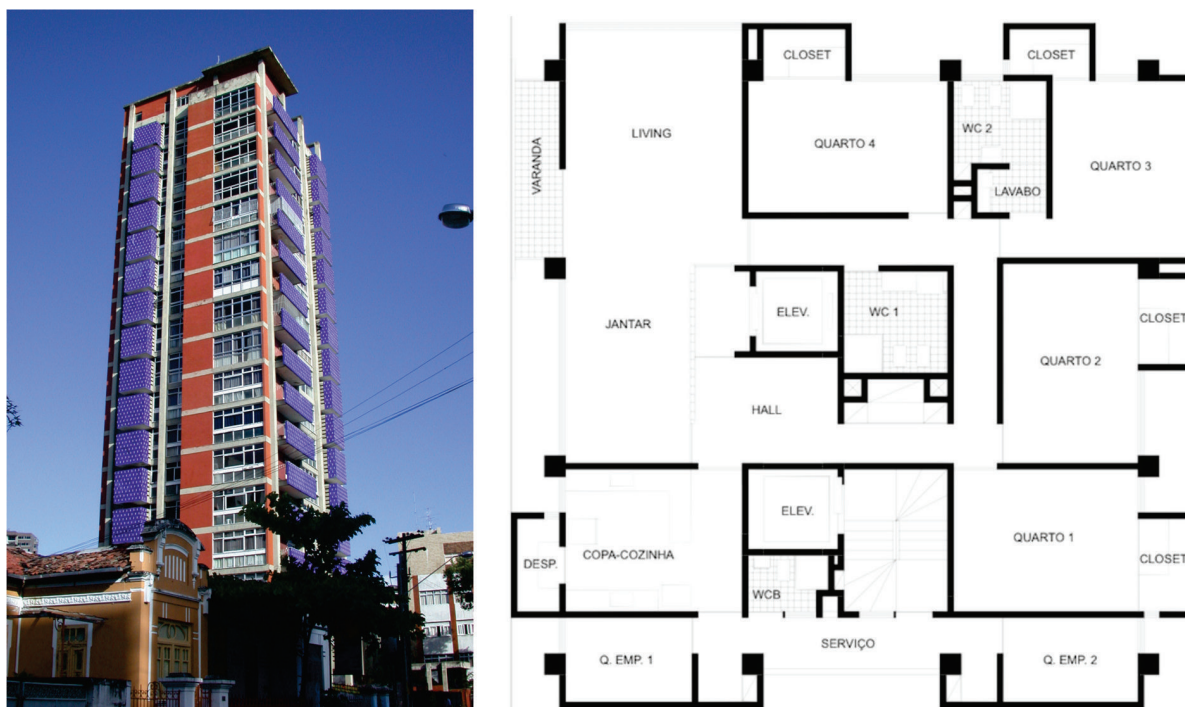 CLOSET
CLOSET
LIVING
WC 2
QUARTO 4
VARANDA
QUARTO 3
LAVABO
ELEV.
WC 1
CLOSET
JANTAR
QUARTO 2
HALL
ELEV.
QUARTO 1
COPA-COZINHA
DESP.
CLOSET
WCB
SERVIÇO
Q. EMP. 1
Q. EMP. 2